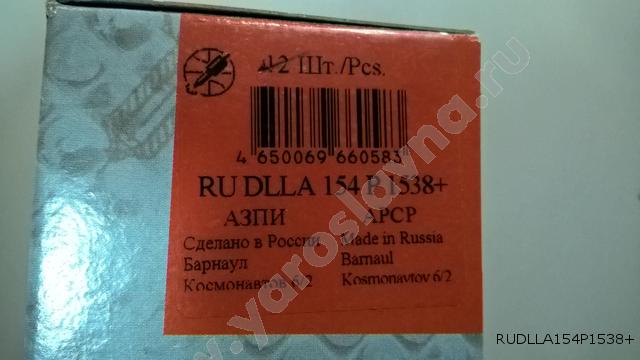 12 Шт./Pcs.
4 650069 660583
RU DLLA 154 P 1538+
АЗПИ APCP
Сделано в России Made in Russia
Барнаул Barnaul
Космонавтов 6/2 Kosmonavtov 6/2
www.yaroslavna.ru
RUDLLA154P1538+